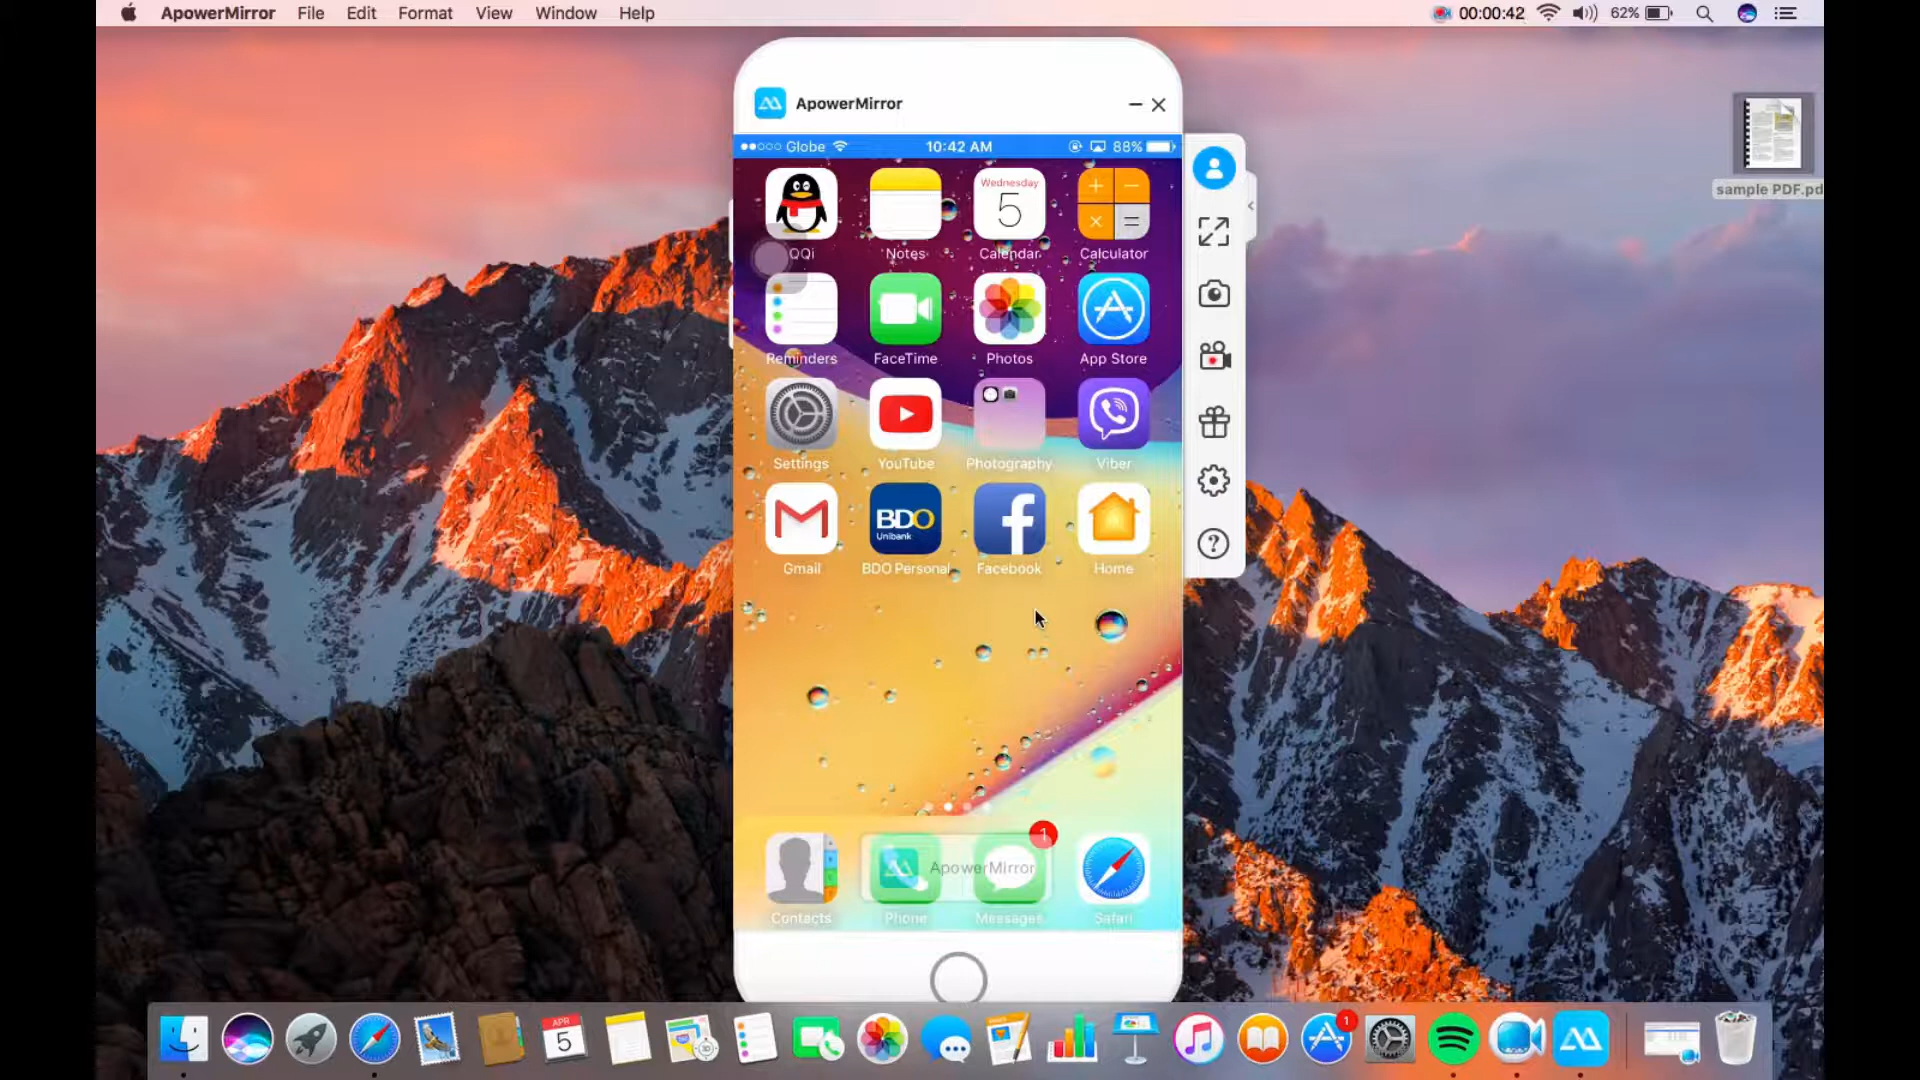 ApowerMirror File Edit Format View Window Help 00:00:42 62%
ApowerMirror
Globe 10:42 AM 88%
Wednesday
5
QQi Notes Calendar Calculator
Reminders FaceTime Photos App Store
Settings YouTube Photography Viber
BDO
Unibank
Gmail BDO Personal Facebook Home
1
ApowerMirror
Contacts Phone Messages Safari
sample PDF.pd
APR
5
1